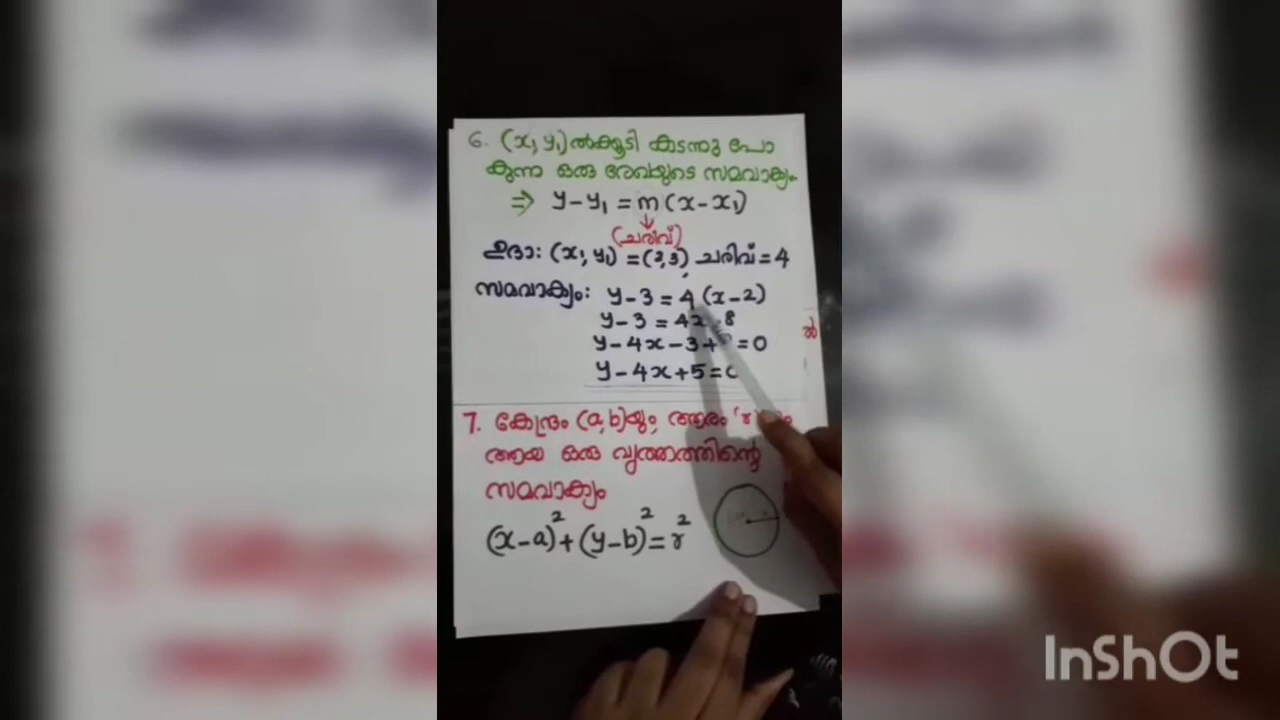 6. (x₁, y₁)ൽക്കൂടി കടന്നു പോ
കുന്ന ഒരു രേഖയുടെ സമവാക്യം
⇒ y-y₁ = m(x-x₁)
(ചരിവ്)
ഉദാ: (x₁, y₁) = (2,3), ചരിവ് = 4
സമവാക്യം: y-3 = 4(x-2)
y-3 = 4x-8
y-4x-3+ =0
y-4x+5=0
ൽ
7. കേന്ദ്രം (a,b)യും, ആരം 'r'
ആയ ഒരു വൃത്തത്തിന്റെ
സമവാക്യം
(x-a)²+(y-b)²=r²
InShOt